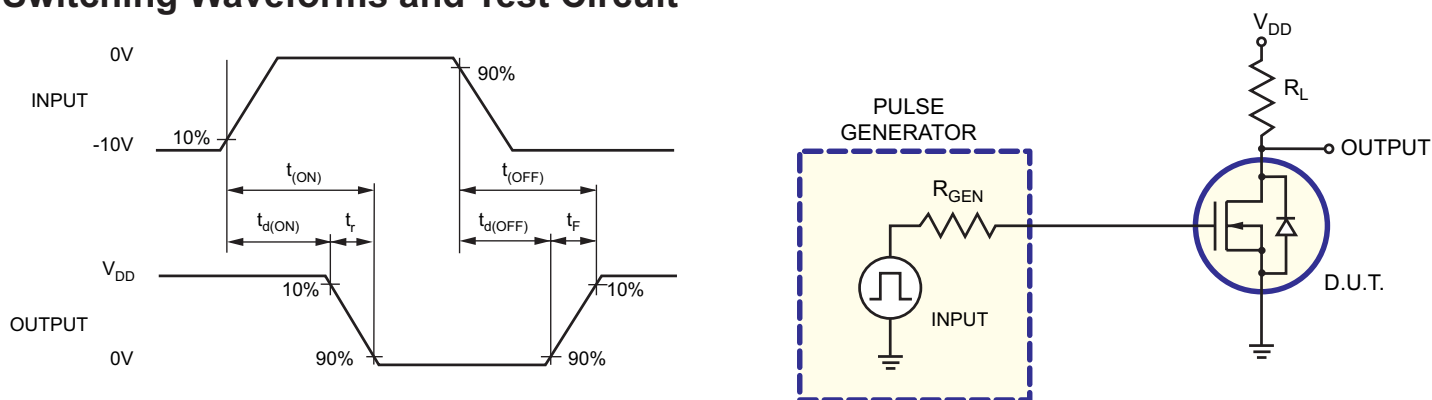 Switching Waveforms and Test Circuit
0V
INPUT
-10V
10%
90%
t(ON)
t(OFF)
td(ON)
tr
td(OFF)
tF
VDD
OUTPUT
0V
10%
90%
10%
90%
PULSE
GENERATOR
RGEN
INPUT
VDD
RL
OUTPUT
D.U.T.